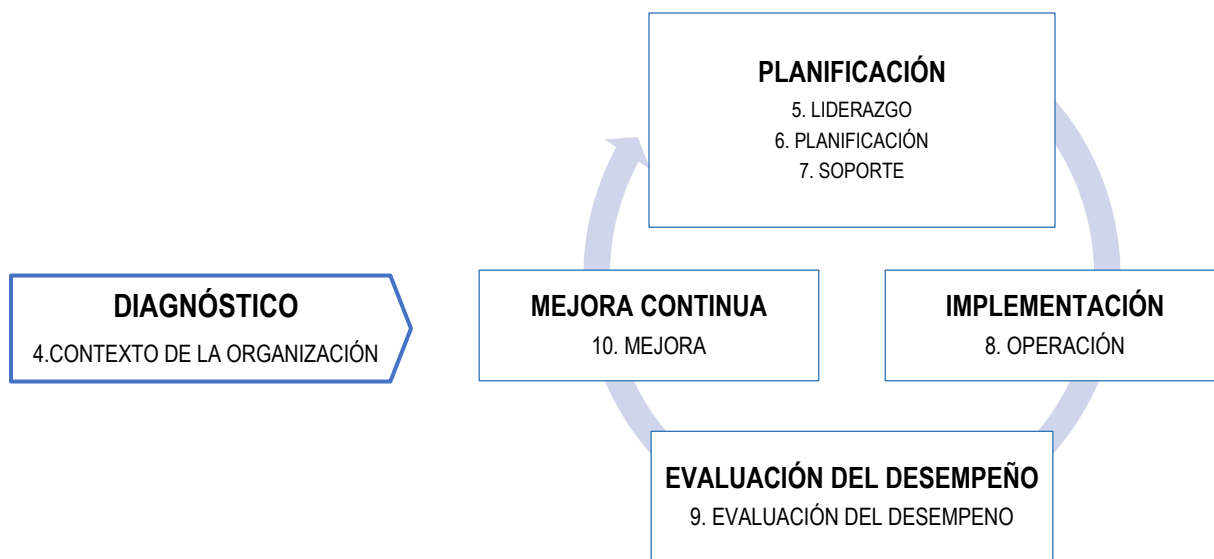 PLANIFICACIÓN
5. LIDERAZGO
6. PLANIFICACIÓN
7. SOPORTE
DIAGNÓSTICO
4.CONTEXTO DE LA ORGANIZACIÓN
MEJORA CONTINUA
10. MEJORA
IMPLEMENTACIÓN
8. OPERACIÓN
EVALUACIÓN DEL DESEMPEÑO
9. EVALUACIÓN DEL DESEMPENO